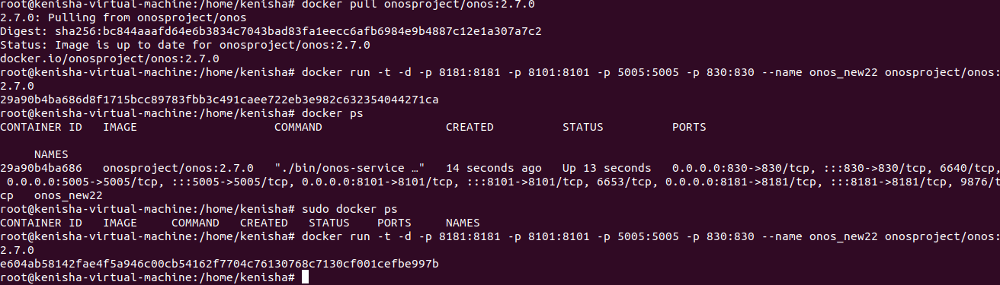 root@kenisha-virtual-machine:/home/kenisha# docker pull onosproject/onos:2.7.0
2.7.0: Pulling from onosproject/onos
Digest: sha256:bc844aaafd64e6b3834c7043bad83fa1eecc6afb6984e9b4887c12e1a307a7c2
Status: Image is up to date for onosproject/onos:2.7.0
docker.io/onosproject/onos:2.7.0
root@kenisha-virtual-machine:/home/kenisha# docker run -t -d -p 8181:8181 -p 8101:8101 -p 5005:5005 -p 830:830 --name onos_new22 onosproject/onos:
2.7.0
29a90b4ba686d8f1715bcc89783fbb3c491caee722eb3e982c632354044271ca
root@kenisha-virtual-machine:/home/kenisha# docker ps
CONTAINER ID   IMAGE                    COMMAND                  CREATED          STATUS          PORTS
     NAMES
29a90b4ba686   onosproject/onos:2.7.0   "./bin/onos-service …"   14 seconds ago   Up 13 seconds   0.0.0.0:830->830/tcp, :::830->830/tcp, 6640/tcp,
 0.0.0.0:5005->5005/tcp, :::5005->5005/tcp, 0.0.0.0:8101->8101/tcp, :::8101->8101/tcp, 6653/tcp, 0.0.0.0:8181->8181/tcp, :::8181->8181/tcp, 9876/t
cp   onos_new22
root@kenisha-virtual-machine:/home/kenisha# sudo docker ps
CONTAINER ID   IMAGE     COMMAND   CREATED   STATUS    PORTS     NAMES
root@kenisha-virtual-machine:/home/kenisha# docker run -t -d -p 8181:8181 -p 8101:8101 -p 5005:5005 -p 830:830 --name onos_new22 onosproject/onos:
2.7.0
e604ab58142fae4f5a946c00cb54162f7704c76130768c7130cf001cefbe997b
root@kenisha-virtual-machine:/home/kenisha#